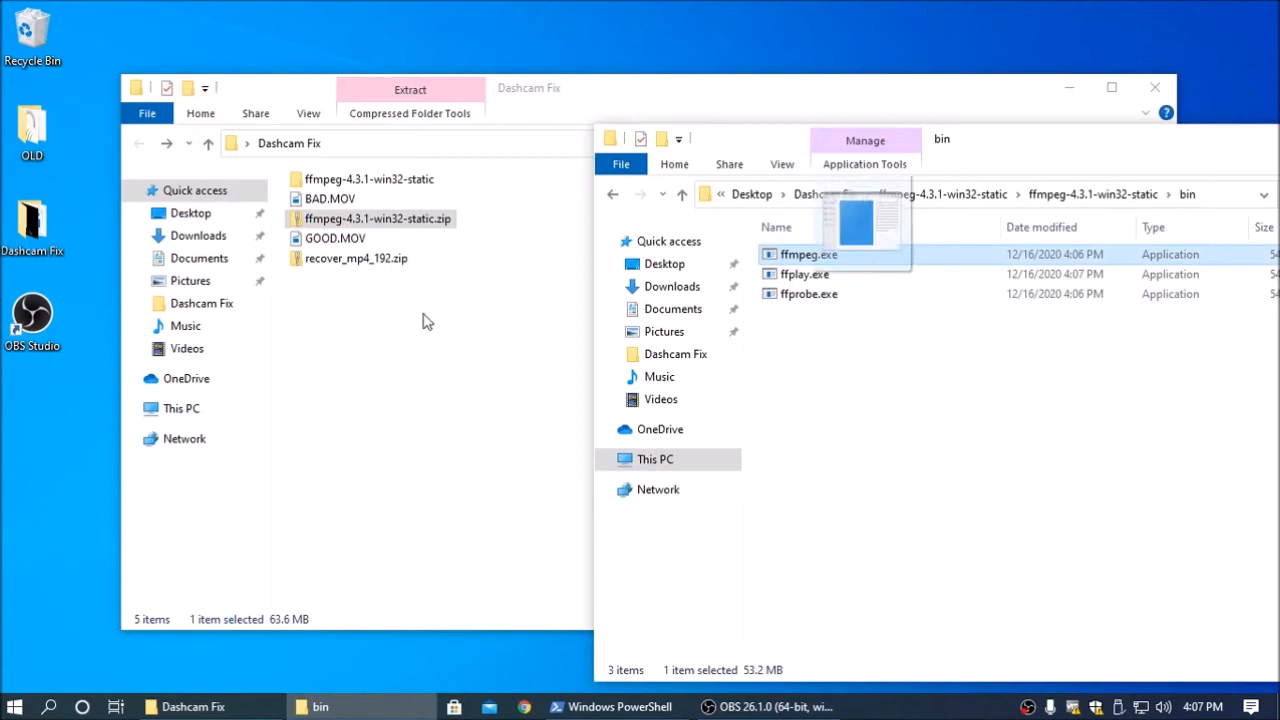 Recycle Bin
OLD
Dashcam Fix
OBS Studio
Extract
Dashcam Fix
File
Home
Share
View
Compressed Folder Tools
Dashcam Fix
Quick access
Desktop
Downloads
Documents
Pictures
Dashcam Fix
Music
Videos
OneDrive
This PC
Network
ffmpeg-4.3.1-win32-static
BAD.MOV
ffmpeg-4.3.1-win32-static.zip
GOOD.MOV
recover_mp4_192.zip
5 items 1 item selected 63.6 MB
Manage
bin
File
Home
Share
View
Application Tools
« Desktop > Dashcam Fix > ffmpeg-4.3.1-win32-static > ffmpeg-4.3.1-win32-static > bin
Quick access
Desktop
Downloads
Documents
Pictures
Dashcam Fix
Music
Videos
OneDrive
This PC
Network
Name Date modified Type Size
ffmpeg.exe 12/16/2020 4:06 PM Application 54
ffplay.exe 12/16/2020 4:07 PM Application 54
ffprobe.exe 12/16/2020 4:06 PM Application 54
3 items 1 item selected 53.2 MB
Dashcam Fix
bin
Windows PowerShell
OBS 26.1.0 (64-bit, wi...
4:07 PM